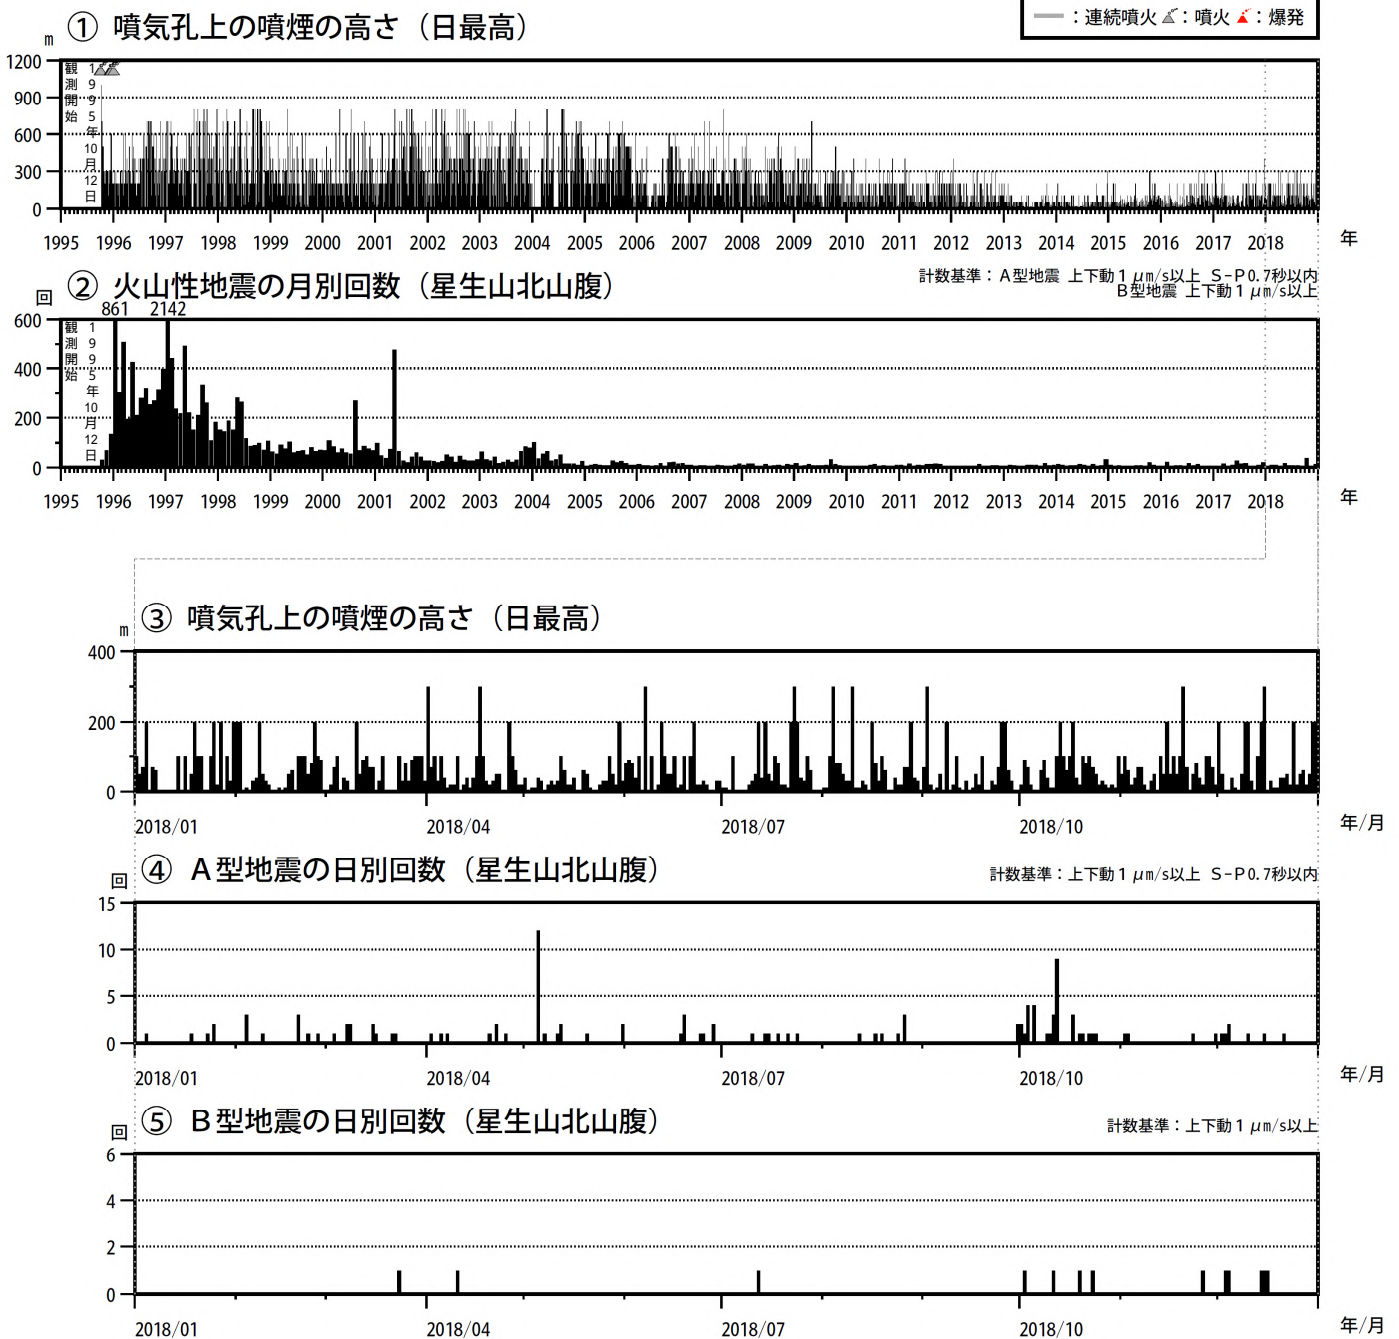 ：連続噴火 ：噴火 ：爆発
① 噴気孔上の噴煙の高さ（日最高）
m
1200
900
600
300
0
観測開始
1995年10月12日
1995 1996 1997 1998 1999 2000 2001 2002 2003 2004 2005 2006 2007 2008 2009 2010 2011 2012 2013 2014 2015 2016 2017 2018 年
② 火山性地震の月別回数（星生山北山腹）
計数基準：Ａ型地震 上下動１μm/s以上 Ｓ−Ｐ0.7秒以内
Ｂ型地震 上下動１μm/s以上
回
861 2142
600
400
200
0
観測開始
1995年10月12日
1995 1996 1997 1998 1999 2000 2001 2002 2003 2004 2005 2006 2007 2008 2009 2010 2011 2012 2013 2014 2015 2016 2017 2018 年
③ 噴気孔上の噴煙の高さ（日最高）
m
400
200
0
2018/01 2018/04 2018/07 2018/10 年/月
④ Ａ型地震の日別回数（星生山北山腹）
計数基準：上下動１μm/s以上 Ｓ−Ｐ0.7秒以内
回
15
10
5
0
2018/01 2018/04 2018/07 2018/10 年/月
⑤ Ｂ型地震の日別回数（星生山北山腹）
計数基準：上下動１μm/s以上
回
6
4
2
0
2018/01 2018/04 2018/07 2018/10 年/月